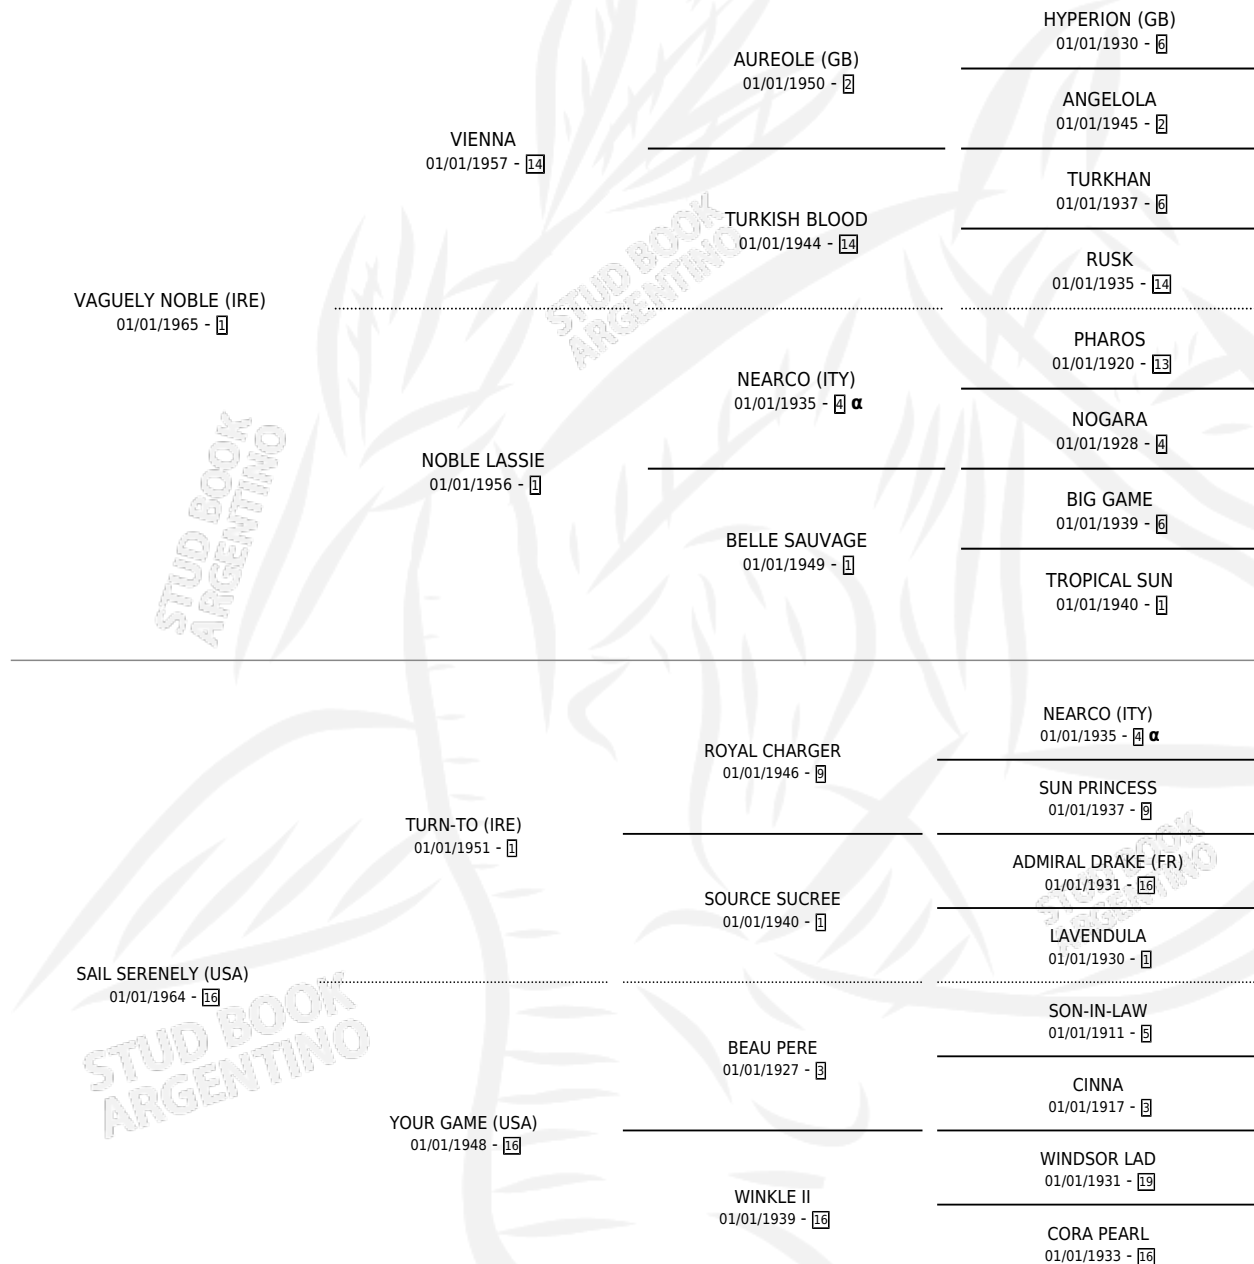 HYPERION (GB)
01/01/1930 - 6
AUREOLE (GB)
01/01/1950 - 2
ANGELOLA
01/01/1945 - 2
VIENNA
01/01/1957 - 14
TURKHAN
01/01/1937 - 6
TURKISH BLOOD
01/01/1944 - 14
RUSK
01/01/1935 - 14
VAGUELY NOBLE (IRE)
01/01/1965 - 1
PHAROS
01/01/1920 - 13
NEARCO (ITY)
01/01/1935 - 4 α
NOGARA
01/01/1928 - 4
NOBLE LASSIE
01/01/1956 - 1
BIG GAME
01/01/1939 - 6
BELLE SAUVAGE
01/01/1949 - 1
TROPICAL SUN
01/01/1940 - 1
NEARCO (ITY)
01/01/1935 - 4 α
ROYAL CHARGER
01/01/1946 - 9
SUN PRINCESS
01/01/1937 - 9
TURN-TO (IRE)
01/01/1951 - 1
ADMIRAL DRAKE (FR)
01/01/1931 - 16
SOURCE SUCREE
01/01/1940 - 1
LAVENDULA
01/01/1930 - 1
SAIL SERENELY (USA)
01/01/1964 - 16
SON-IN-LAW
01/01/1911 - 5
BEAU PERE
01/01/1927 - 3
CINNA
01/01/1917 - 3
YOUR GAME (USA)
01/01/1948 - 16
WINDSOR LAD
01/01/1931 - 19
WINKLE II
01/01/1939 - 16
CORA PEARL
01/01/1933 - 16
STUD BOOK
ARGENTINO
STUD BOOK
ARGENTINO
STUD BOOK
ARGENTINO
STUD BOOK
ARGENTINO